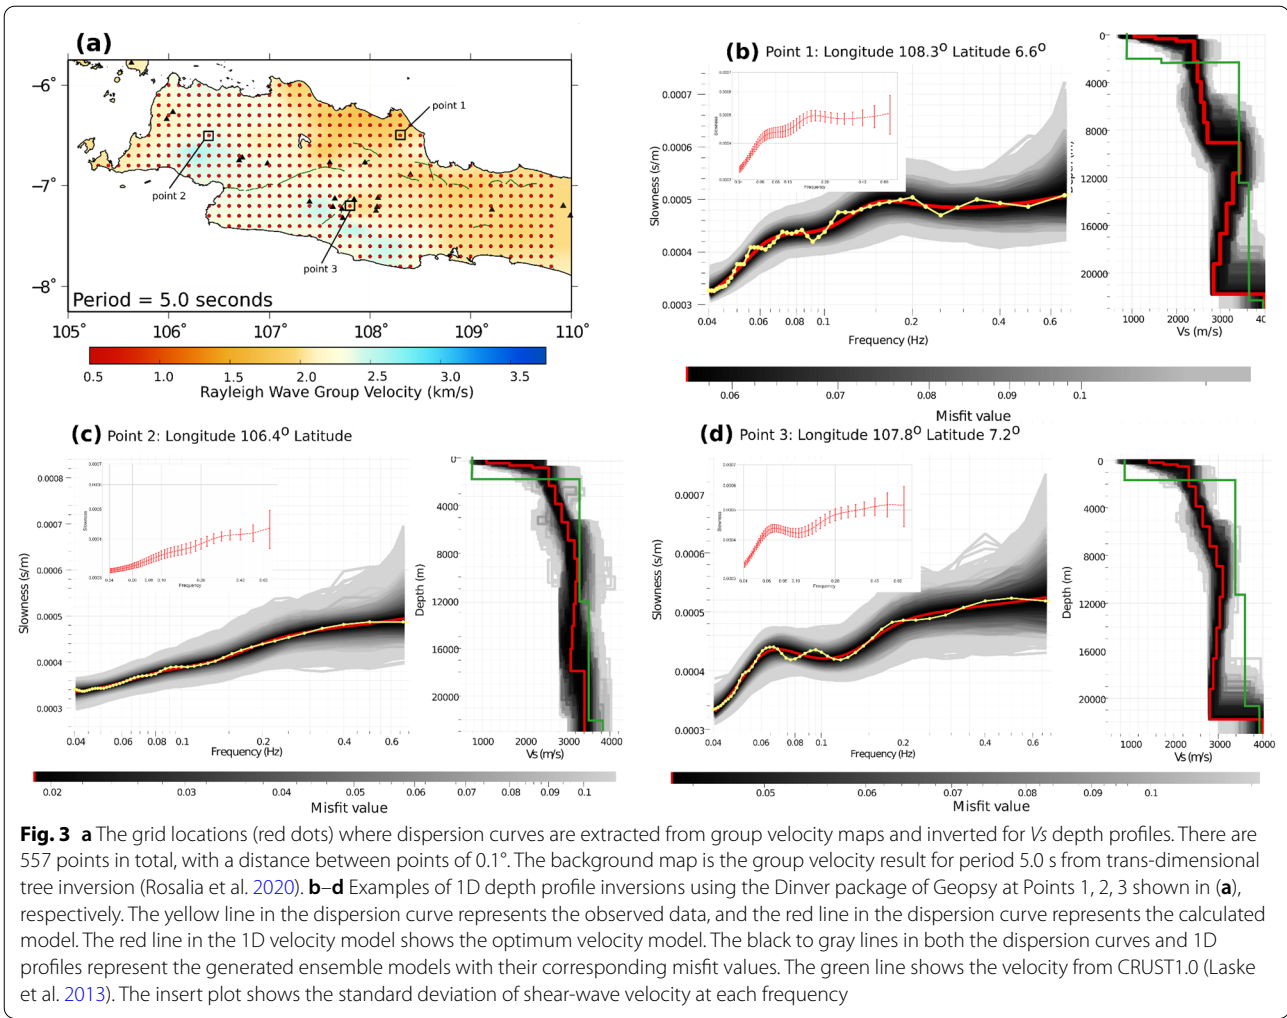 (a)
−6°
−7°
−8°
point 1
point 2
point 3
Period = 5.0 seconds
105° 106° 107° 108° 109° 110°
0.5 1.0 1.5 2.0 2.5 3.0 3.5
Rayleigh Wave Group Velocity (km/s)
(b) Point 1: Longitude 108.3° Latitude 6.6°
Slowness (s/m)
0.0007
0.0006
0.0005
0.0004
0.0003
0.04 0.06 0.08 0.1 0.2 0.4 0.6
Frequency (Hz)
Slowness
Frequency
0
4000
8000
12000
16000
20000
1000 2000 3000
Vs (m/s)
0.06 0.07 0.08 0.09 0.1
Misfit value
(c) Point 2: Longitude 106.4° Latitude
Slowness (s/m)
0.0008
0.0007
0.0006
0.0005
0.0004
0.0003
0.04 0.06 0.08 0.1 0.2 0.4 0.6
Frequency (Hz)
Slowness
Frequency
Depth (m)
0
4000
8000
12000
16000
20000
1000 2000 3000 4000
Vs (m/s)
0.02 0.03 0.04 0.05 0.06 0.07 0.08 0.09 0.1
Misfit value
(d) Point 3: Longitude 107.8° Latitude 7.2°
Slowness (s/m)
0.0007
0.0006
0.0005
0.0004
0.0003
0.04 0.06 0.08 0.1 0.2 0.4 0.6
Frequency (Hz)
Slowness
Frequency
Depth (m)
0
4000
8000
12000
16000
20000
1000 2000 3000 4000
Vs (m/s)
0.05 0.06 0.07 0.08 0.09 0.1
Misfit value
Fig. 3 a The grid locations (red dots) where dispersion curves are extracted from group velocity maps and inverted for Vs depth profiles. There are
557 points in total, with a distance between points of 0.1°. The background map is the group velocity result for period 5.0 s from trans-dimensional
tree inversion (Rosalia et al. 2020). b–d Examples of 1D depth profile inversions using the Dinver package of Geopsy at Points 1, 2, 3 shown in (a),
respectively. The yellow line in the dispersion curve represents the observed data, and the red line in the dispersion curve represents the calculated
model. The red line in the 1D velocity model shows the optimum velocity model. The black to gray lines in both the dispersion curves and 1D
profiles represent the generated ensemble models with their corresponding misfit values. The green line shows the velocity from CRUST1.0 (Laske
et al. 2013). The insert plot shows the standard deviation of shear-wave velocity at each frequency